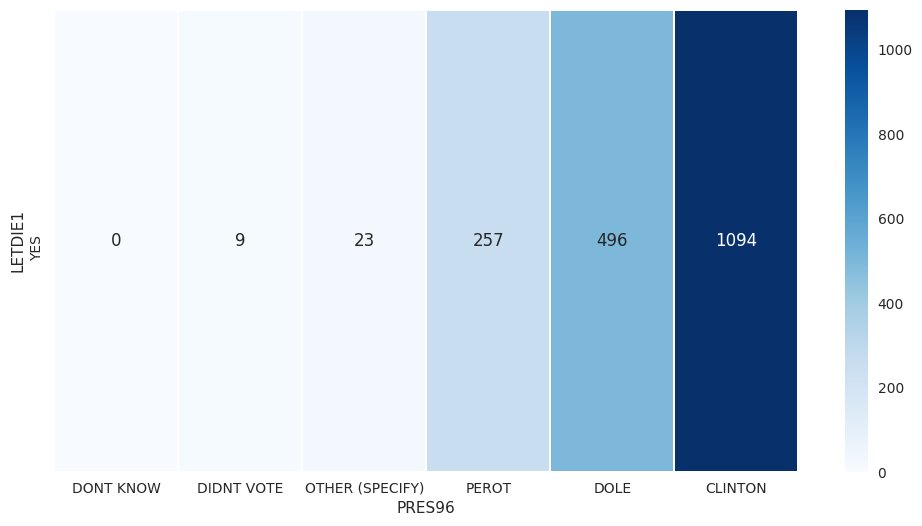 LETDIE1
YES
0 9 23 257 496 1094
DONT KNOW DIDNT VOTE OTHER (SPECIFY) PEROT DOLE CLINTON
PRES96
1000
800
600
400
200
0